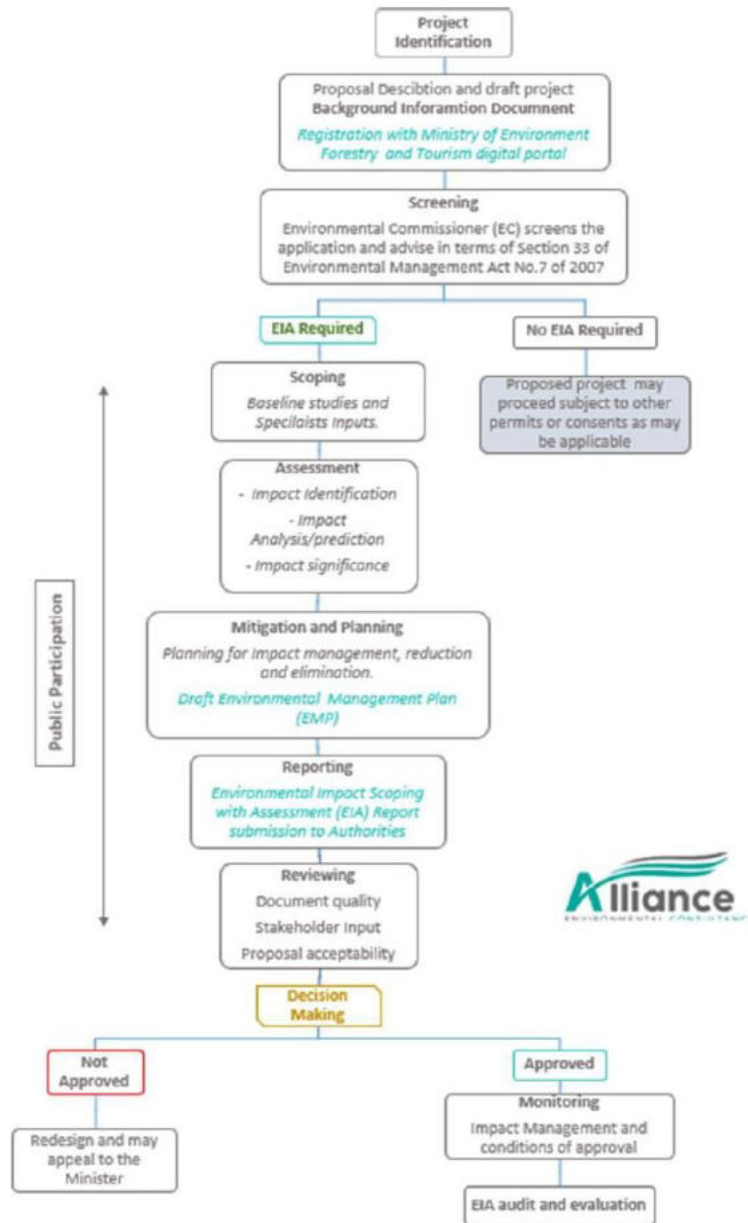 Project
Identification
Proposal Descibtion and draft project
Background Inforamtion Documnent
Registration with Ministry of Environment
Forestry and Tourism digital portal
Screening
Environmental Commissioner (EC) screens the
application and advise in terms of Section 33 of
Environmental Management Act No.7 of 2007
EIA Required
No EIA Required
Scoping
Baseline studies and
Specilaists Inputs.
Proposed project may
proceed subject to other
permits or consents as may
be applicable
Assessment
- Impact Identification
- Impact
Analysis/prediction
- Impact significance
Public Participation
Mitigation and Planning
Planning for Impact management, reduction
and elimination.
Draft Environmental Management Plan
(EMP)
Reporting
Environmental Impact Scoping
with Assessment (EIA) Report
submission to Authorities
Reviewing
Document quality
Stakeholder Input
Proposal acceptability
Alliance
ENVIRONMENTAL CONSULTANC
Decision
Making
Not
Approved
Approved
Redesign and may
appeal to the
Minister
Monitoring
Impact Management and
conditions of approval
EIA audit and evaluation